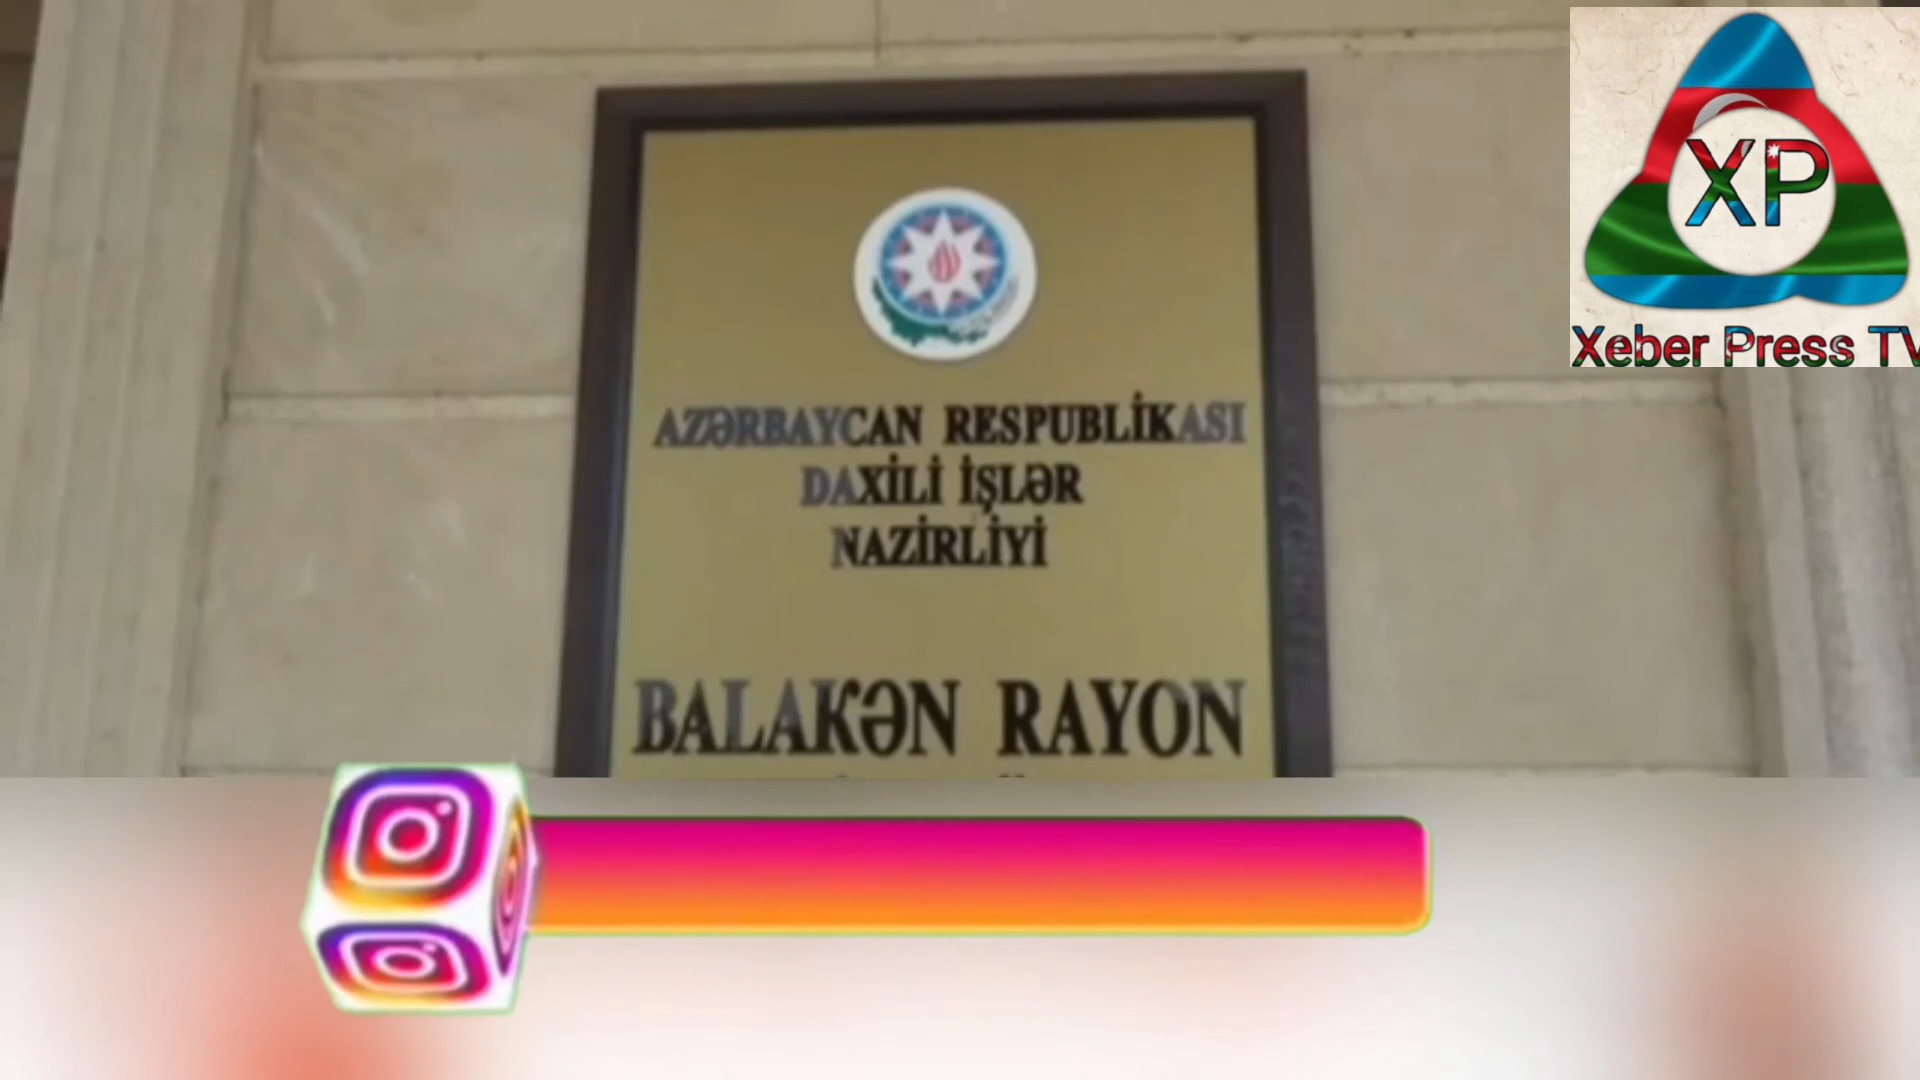 XP
Xeber Press TV
AZƏRBAYCAN RESPUBLİKASI
DAXİLİ İŞLƏR
NAZİRLİYİ
BALAKƏN RAYON